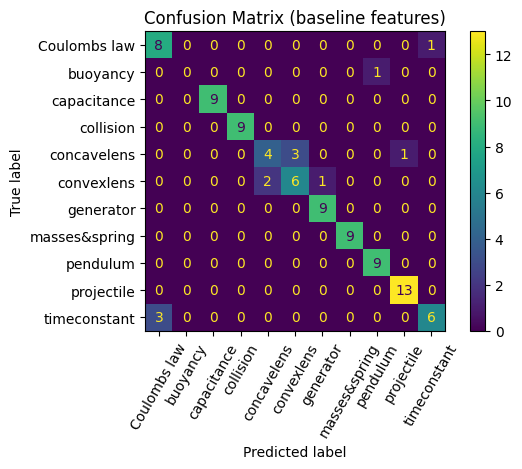 Confusion Matrix (baseline features)
True label
Coulombs law 8 0 0 0 0 0 0 0 0 0 1
buoyancy 0 0 0 0 0 0 0 0 1 0 0
capacitance 0 0 9 0 0 0 0 0 0 0 0
collision 0 0 0 9 0 0 0 0 0 0 0
concavelens 0 0 0 0 4 3 0 0 0 1 0
convexlens 0 0 0 0 2 6 1 0 0 0 0
generator 0 0 0 0 0 0 9 0 0 0 0
masses&spring 0 0 0 0 0 0 0 9 0 0 0
pendulum 0 0 0 0 0 0 0 0 9 0 0
projectile 0 0 0 0 0 0 0 0 0 13 0
timeconstant 3 0 0 0 0 0 0 0 0 0 6
Coulombs law
buoyancy
capacitance
collision
concavelens
convexlens
generator
masses&spring
pendulum
projectile
timeconstant
Predicted label
12
10
8
6
4
2
0